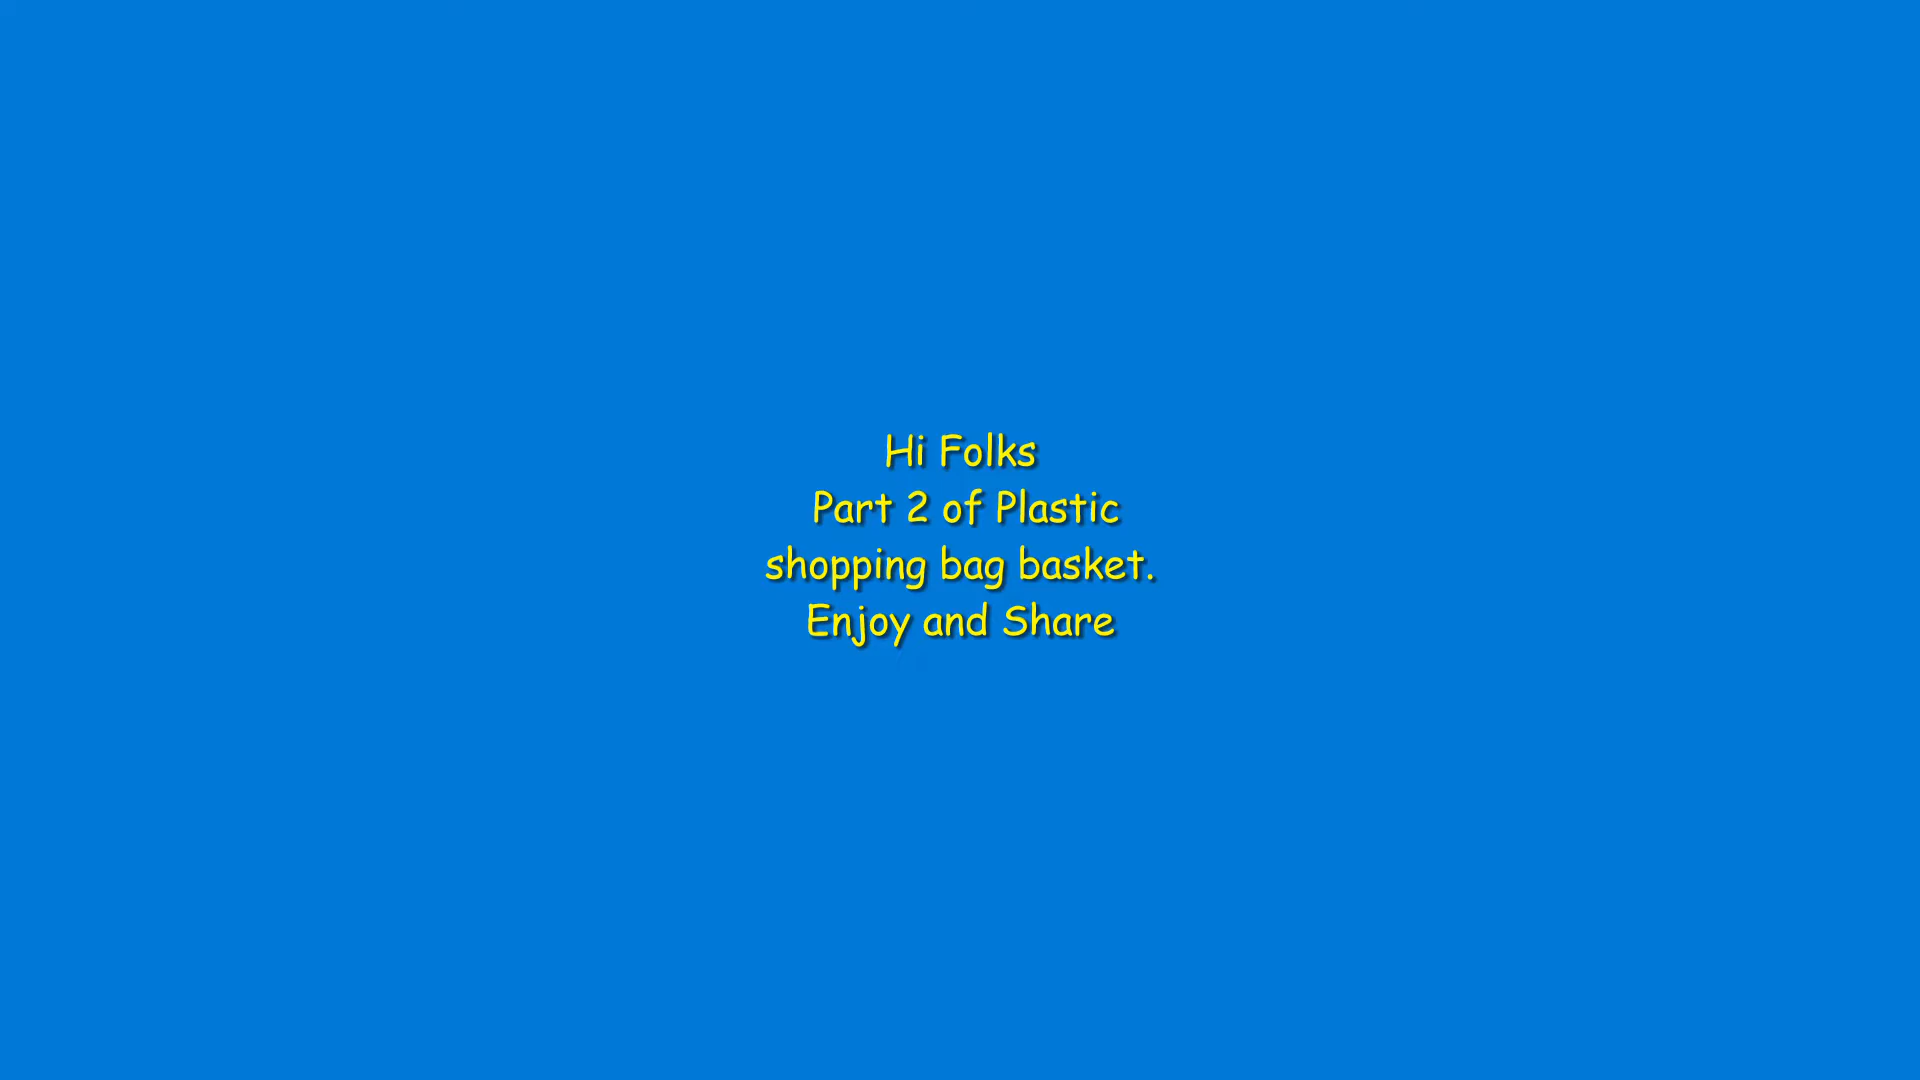 Hi Folks
Part 2 of Plastic
shopping bag basket.
Enjoy and Share